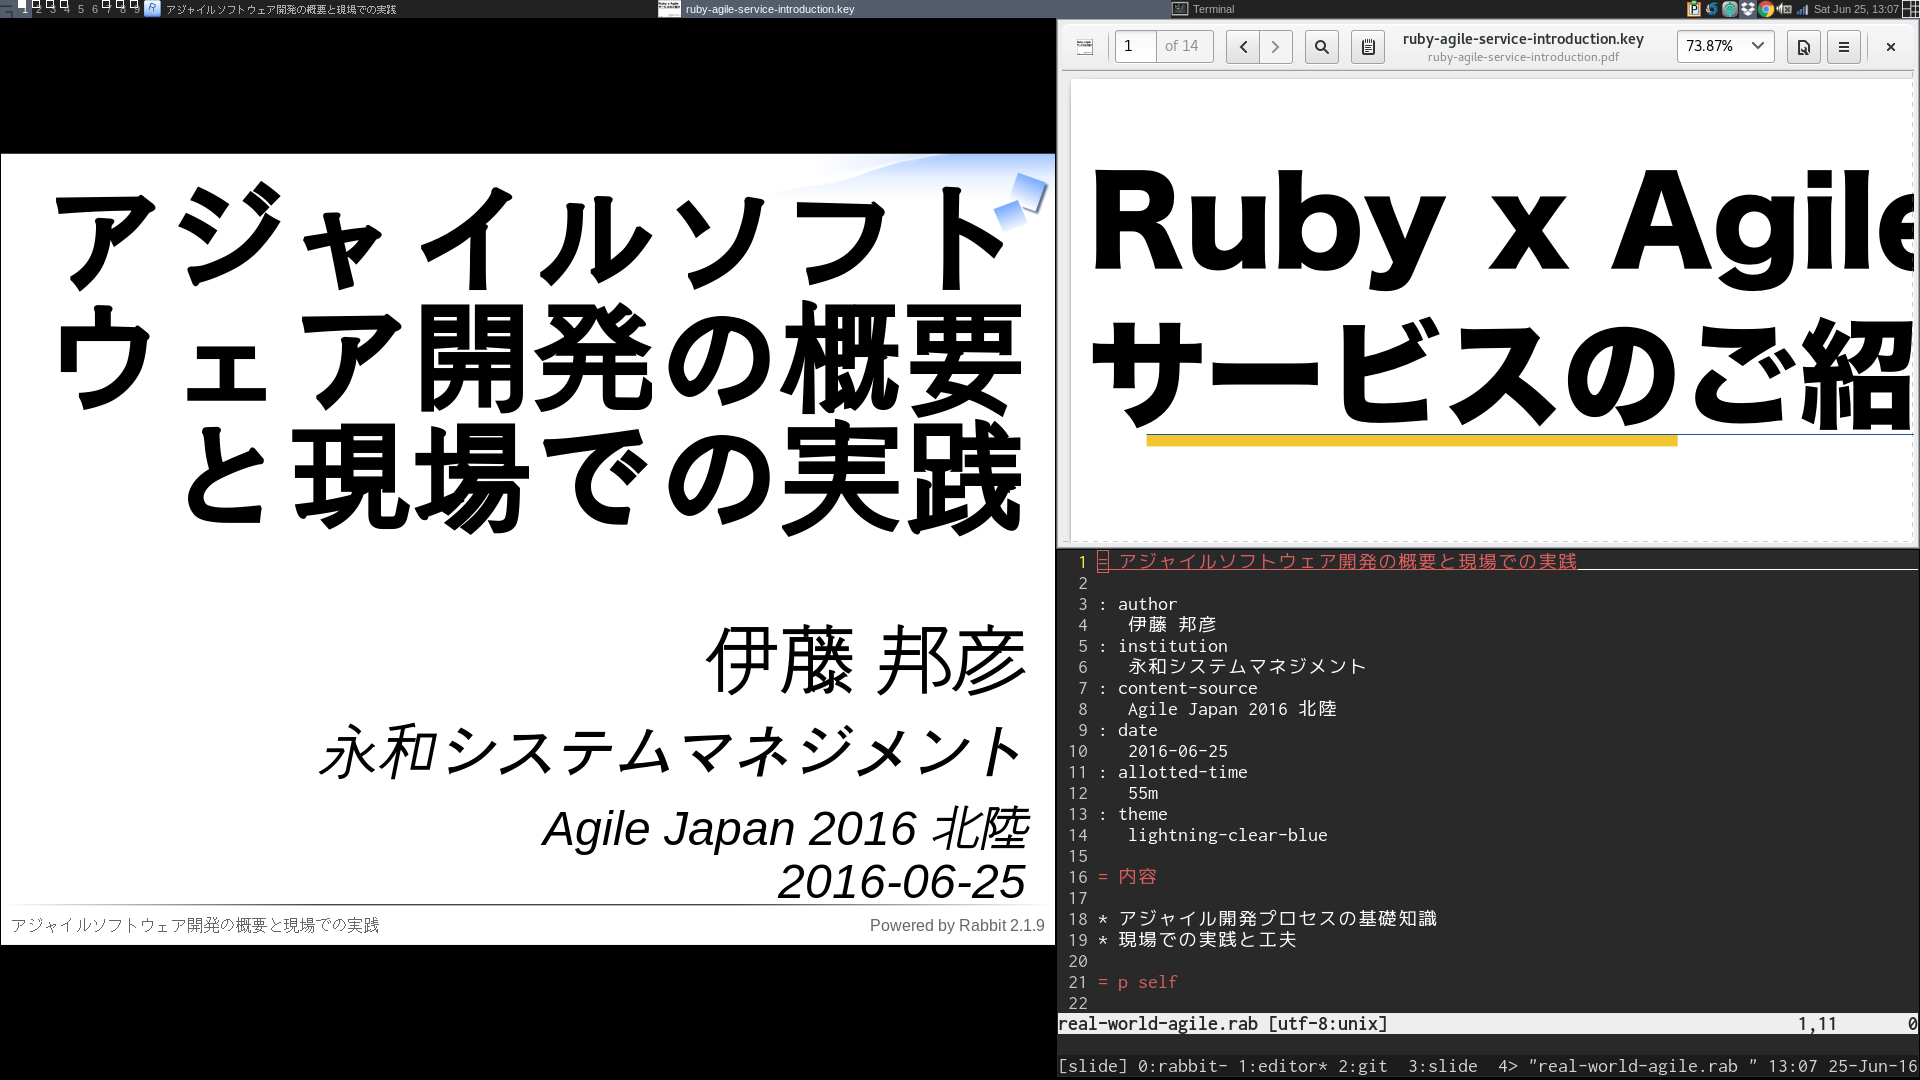 1 2 3 4 5 6 7 8 9 アジャイルソフトウェア開発の概要と現場での実践
ruby-agile-service-introduction.key
Terminal
Sat Jun 25, 13:07
アジャイルソフト
ウェア開発の概要
と現場での実践
伊藤 邦彦
永和システムマネジメント
Agile Japan 2016 北陸
2016-06-25
アジャイルソフトウェア開発の概要と現場での実践
Powered by Rabbit 2.1.9
1 of 14
ruby-agile-service-introduction.key
ruby-agile-service-introduction.pdf
73.87%
Ruby x Agile
サービスのご紹
1 = アジャイルソフトウェア開発の概要と現場での実践
2
3 : author
4 伊藤 邦彦
5 : institution
6 永和システムマネジメント
7 : content-source
8 Agile Japan 2016 北陸
9 : date
10 2016-06-25
11 : allotted-time
12 55m
13 : theme
14 lightning-clear-blue
15
16 = 内容
17
18 * アジャイル開発プロセスの基礎知識
19 * 現場での実践と工夫
20
21 = p self
22
real-world-agile.rab [utf-8:unix] 1,11 0
[slide] 0:rabbit- 1:editor* 2:git 3:slide 4> "real-world-agile.rab " 13:07 25-Jun-16